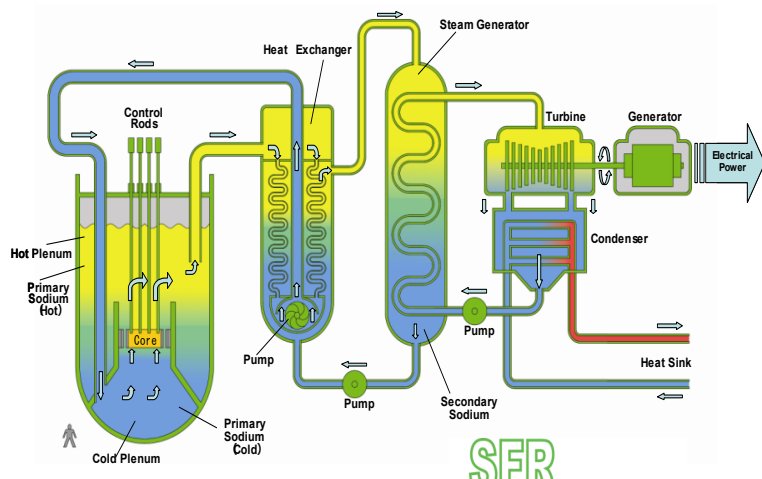 Steam Generator
Heat Exchanger
Control
Rods
Turbine
Generator
Electrical
Power
Condenser
Hot Plenum
Primary
Sodium
(Hot)
Core
Pump
Pump
Heat Sink
Pump
Secondary
Sodium
Primary
Sodium
(Cold)
Cold Plenum
SFR